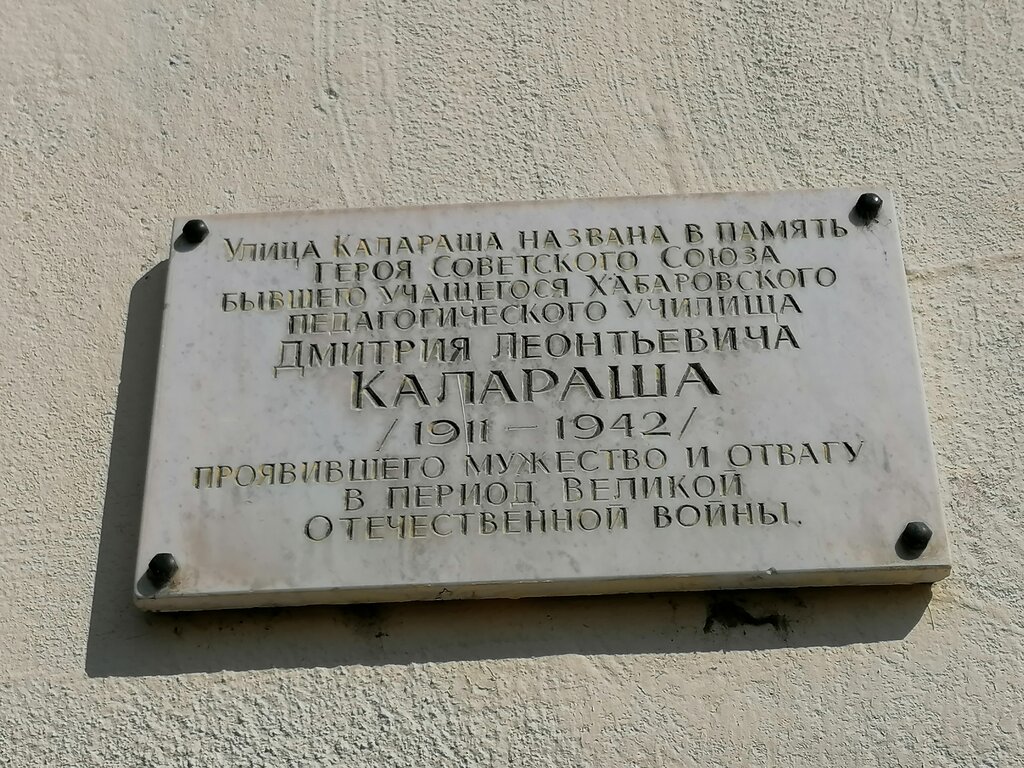 Улица Калараша названа в память
Героя Советского Союза
бывшего учащегося Хабаровского
педагогического училища
Дмитрия Леонтьевича
КАЛАРАША
/1911 — 1942/
проявившего мужество и отвагу
в период Великой
Отечественной войны.